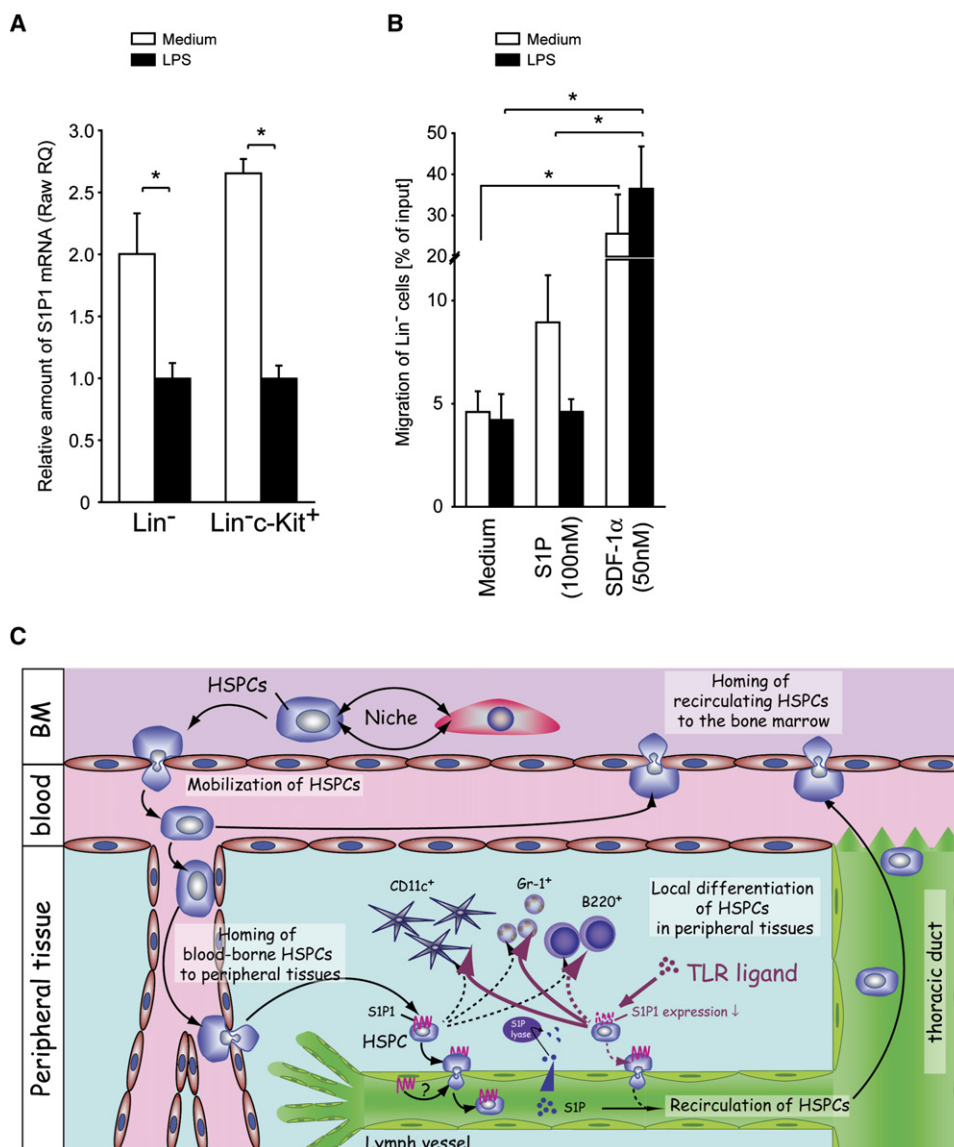 A
Medium
LPS
Relative amount of S1P1 mRNA (Raw RQ)
3.0
2.5
2.0
1.5
1.0
0.5
0
*
*
Lin⁻
Lin⁻c-Kit⁺
B
Medium
LPS
Migration of Lin⁻ cells [% of input]
50
40
30
20
10
5
0
*
*
*
Medium
S1P
(100nM)
SDF-1α
(50nM)
C
BM
blood
Peripheral tissue
HSPCs
Niche
Homing of
recirculating HSPCs
to the bone marrow
Mobilization of HSPCs
Homing of
blood-borne HSPCs
to peripheral tissues
CD11c⁺
Gr-1⁺
B220⁺
Local differentiation
of HSPCs
in peripheral tissues
TLR ligand
S1P1
HSPC
S1P
lyase
S1P1 expression ↓
?
S1P
Recirculation of HSPCs
Lymph vessel
thoracic duct